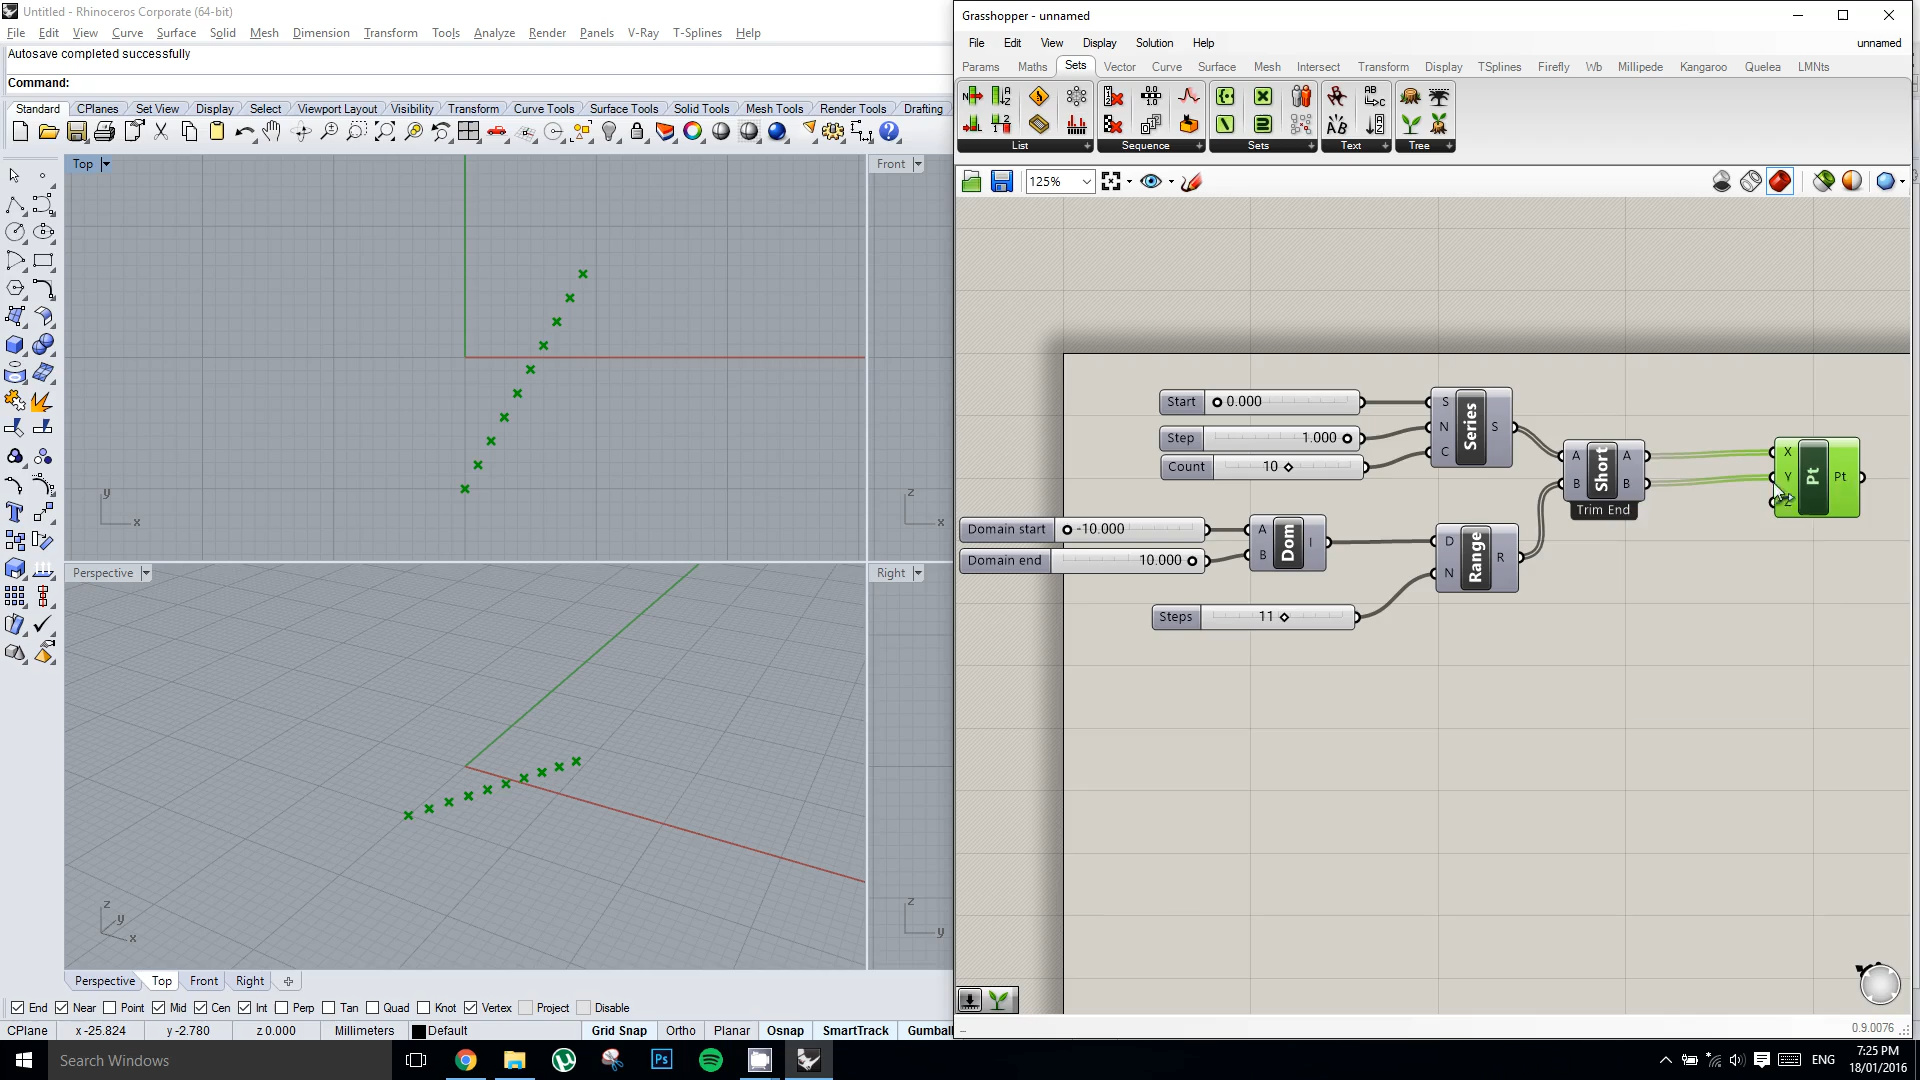 Untitled - Rhinoceros Corporate (64-bit)
File Edit View Curve Surface Solid Mesh Dimension Transform Tools Analyze Render Panels V-Ray T-Splines Help
Autosave completed successfully
Command:
Standard CPlanes Set View Display Select Viewport Layout Visibility Transform Curve Tools Surface Tools Solid Tools Mesh Tools Render Tools Drafting
Top
Front
y
x
z
Perspective
Right
z
y
x
z
y
Perspective Top Front Right
End Near Point Mid Cen Int Perp Tan Quad Knot Vertex Project Disable
CPlane x -25.824 y -2.780 z 0.000 Millimeters Default Grid Snap Ortho Planar Osnap SmartTrack Gumball
Grasshopper - unnamed
File Edit View Display Solution Help unnamed
Params Maths Sets Vector Curve Surface Mesh Intersect Transform Display TSplines Firefly Wb Millipede Kangaroo Quelea LMNts
List Sequence Sets Text Tree
125%
Start 0.000
Step 1.000
Count 10
S
N
C
Series
S
Domain start -10.000
Domain end 10.000
A
B
Dom
I
Steps 11
D
N
Range
R
A
B
Short
A
B
Trim End
X
Y
Z
Pt
Pt
0.9.0076
Search Windows
Ps
ENG
7:25 PM
18/01/2016